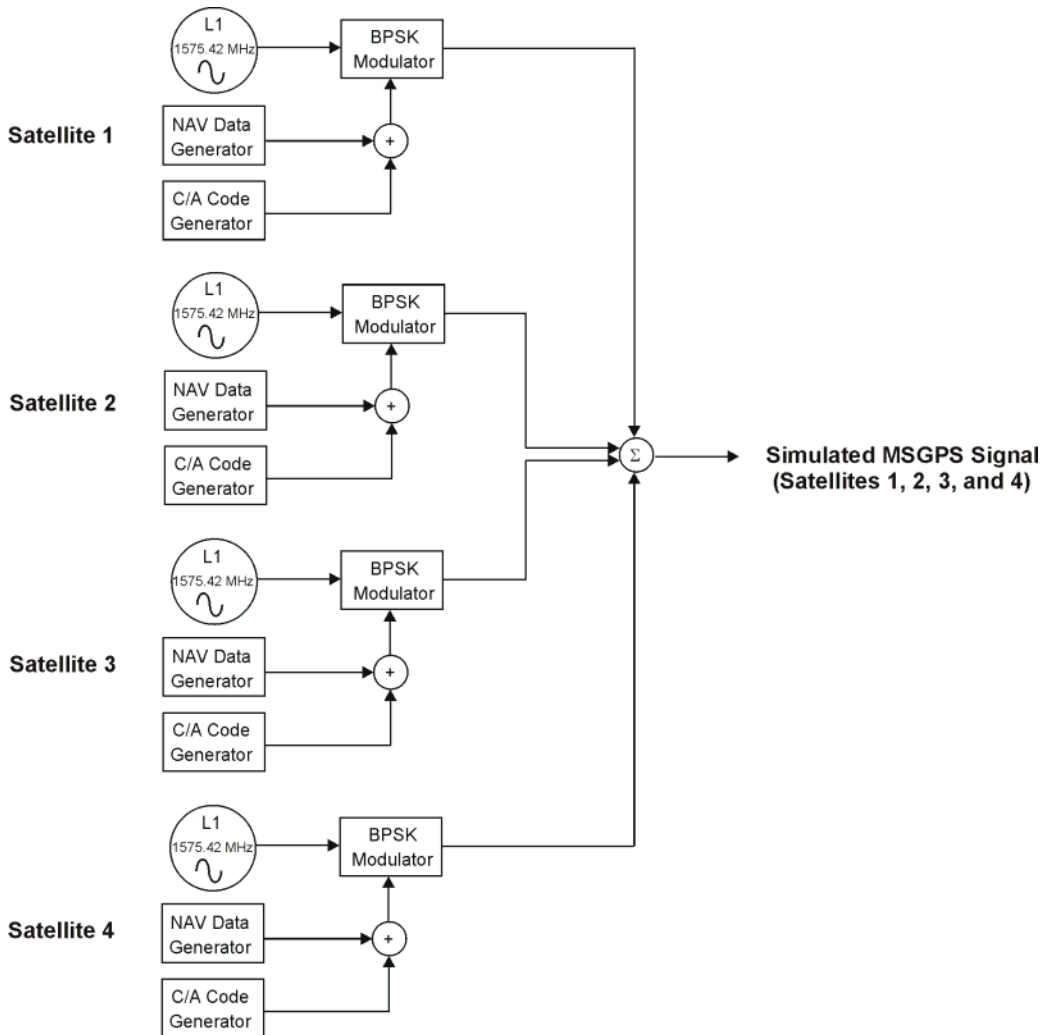 L1
1575.42 MHz
BPSK
Modulator
Satellite 1
NAV Data
Generator
+
C/A Code
Generator
L1
1575.42 MHz
BPSK
Modulator
Satellite 2
NAV Data
Generator
+
C/A Code
Generator
Σ
Simulated MSGPS Signal
(Satellites 1, 2, 3, and 4)
L1
1575.42 MHz
BPSK
Modulator
Satellite 3
NAV Data
Generator
+
C/A Code
Generator
L1
1575.42 MHz
BPSK
Modulator
Satellite 4
NAV Data
Generator
+
C/A Code
Generator